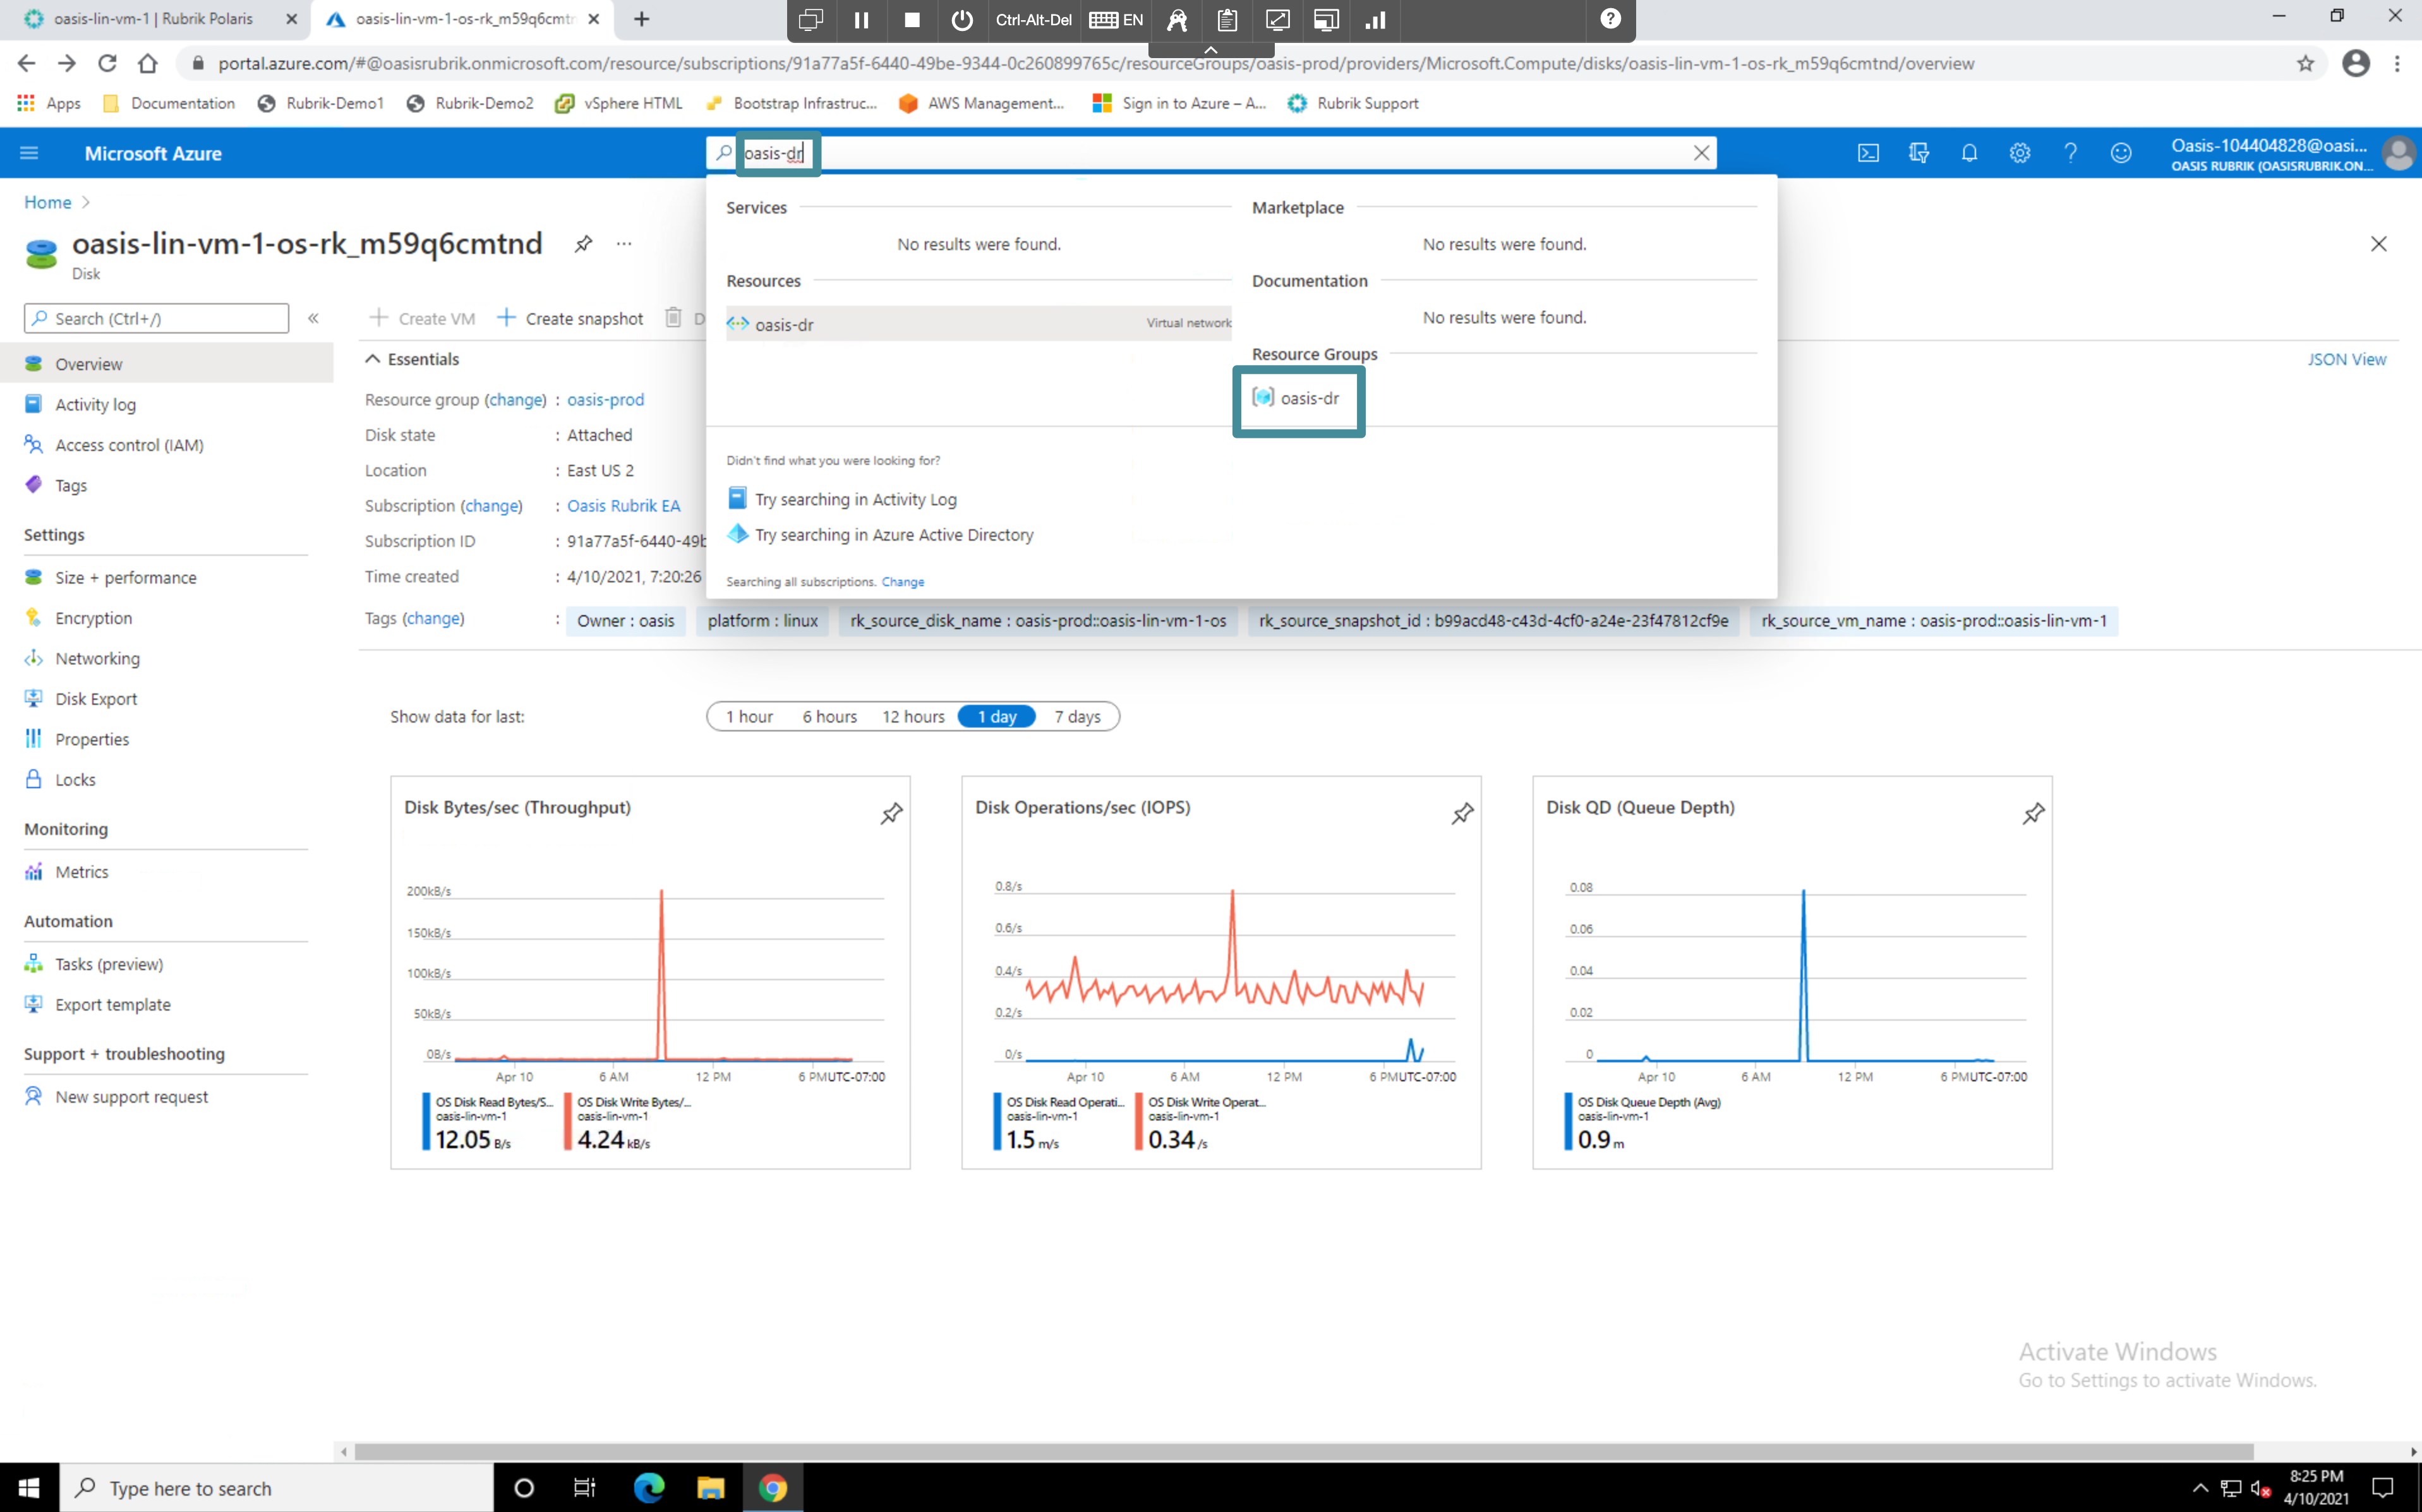 oasis-lin-vm-1 | Rubrik Polaris
oasis-lin-vm-1-os-rk_m59q6cmtn
Ctrl-Alt-Del
EN
portal.azure.com/#@oasisrubrik.onmicrosoft.com/resource/subscriptions/91a77a5f-6440-49be-9344-0c260899765c/resourceGroups/oasis-prod/providers/Microsoft.Compute/disks/oasis-lin-vm-1-os-rk_m59q6cmtnd/overview
Apps
Documentation
Rubrik-Demo1
Rubrik-Demo2
vSphere HTML
Bootstrap Infrastruc...
AWS Management...
Sign in to Azure – A...
Rubrik Support
Microsoft Azure
oasis-dr
Oasis-104404828@oasi...
OASIS RUBRIK (OASISRUBRIK.ON...
Home >
oasis-lin-vm-1-os-rk_m59q6cmtnd
...
Disk
Search (Ctrl+/)
«
Create VM
Create snapshot
D
Overview
Activity log
Access control (IAM)
Tags
Settings
Size + performance
Encryption
Networking
Disk Export
Properties
Locks
Monitoring
Metrics
Automation
Tasks (preview)
Export template
Support + troubleshooting
New support request
Essentials
JSON View
Resource group (change) : oasis-prod
Disk state : Attached
Location : East US 2
Subscription (change) : Oasis Rubrik EA
Subscription ID : 91a77a5f-6440-49b
Time created : 4/10/2021, 7:20:26
Tags (change) : Owner : oasis platform : linux rk_source_disk_name : oasis-prod::oasis-lin-vm-1-os rk_source_snapshot_id : b99acd48-c43d-4cf0-a24e-23f47812cf9e rk_source_vm_name : oasis-prod::oasis-lin-vm-1
Services
No results were found.
Resources
oasis-dr
Virtual network
Marketplace
No results were found.
Documentation
No results were found.
Resource Groups
oasis-dr
Didn't find what you were looking for?
Try searching in Activity Log
Try searching in Azure Active Directory
Searching all subscriptions. Change
Show data for last:
1 hour 6 hours 12 hours 1 day 7 days
Disk Bytes/sec (Throughput)
200kB/s
150kB/s
100kB/s
50kB/s
0B/s
Apr 10 6 AM 12 PM 6 PM UTC-07:00
OS Disk Read Bytes/S...
oasis-lin-vm-1
12.05 B/s
OS Disk Write Bytes/...
oasis-lin-vm-1
4.24 kB/s
Disk Operations/sec (IOPS)
0.8/s
0.6/s
0.4/s
0.2/s
0/s
Apr 10 6 AM 12 PM 6 PM UTC-07:00
OS Disk Read Operati...
oasis-lin-vm-1
1.5 m/s
OS Disk Write Operat...
oasis-lin-vm-1
0.34 /s
Disk QD (Queue Depth)
0.08
0.06
0.04
0.02
0
Apr 10 6 AM 12 PM 6 PM UTC-07:00
OS Disk Queue Depth (Avg)
oasis-lin-vm-1
0.9 m
Activate Windows
Go to Settings to activate Windows.
Type here to search
8:25 PM
4/10/2021